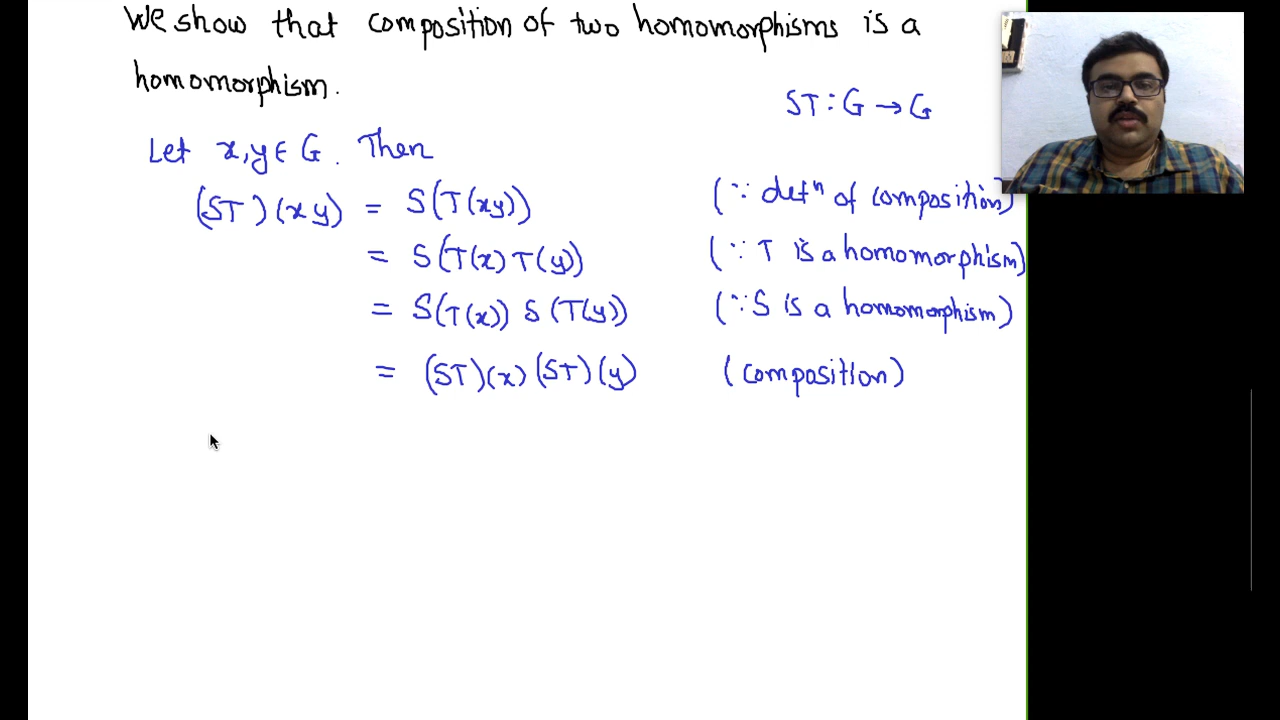 We show that composition of two homomorphisms is a
homomorphism.
ST : G → G
Let x, y ∈ G. Then
(ST)(xy) = S(T(xy)) (∵ defⁿ of composition)
= S(T(x) T(y)) (∵ T is a homomorphism)
= S(T(x)) S(T(y)) (∵ S is a homomorphism)
= (ST)(x) (ST)(y) (composition)